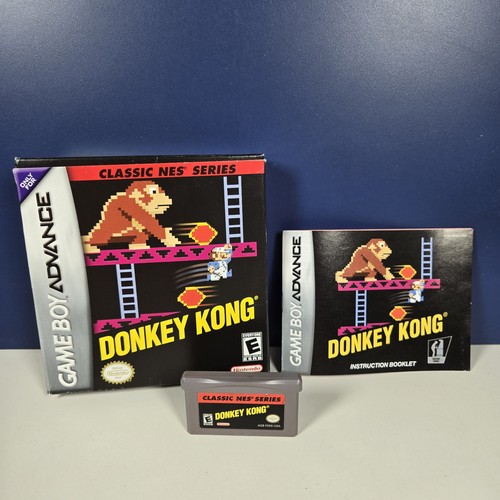 ONLY FOR
GAME BOY ADVANCE
CLASSIC NES® SERIES
DONKEY KONG®
EVERYONE
E
ESRB
Nintendo®
GAME BOY ADVANCE
DONKEY KONG®
INSTRUCTION BOOKLET
CLASSIC NES SERIES
DONKEY KONG®
E